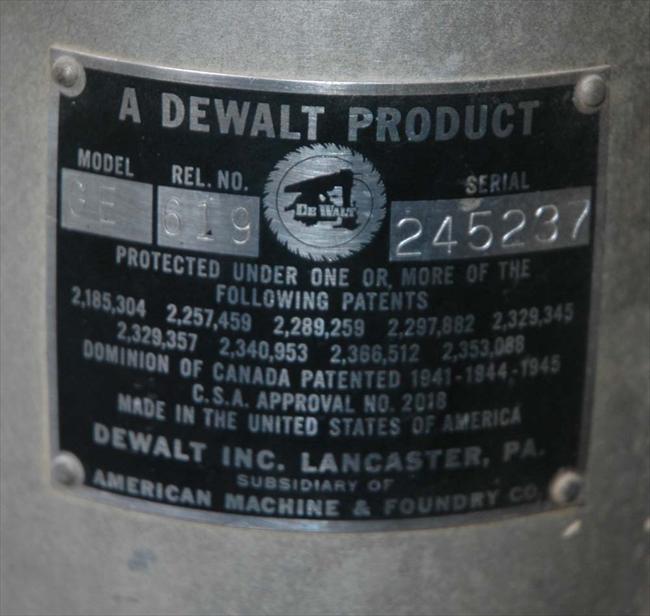 A DEWALT PRODUCT
MODEL REL. NO. SERIAL
GE 619 DE WALT 245237
PROTECTED UNDER ONE OR MORE OF THE
FOLLOWING PATENTS
2,185,304 2,257,459 2,289,259 2,297,882 2,329,345
2,329,357 2,340,953 2,366,512 2,353,088
DOMINION OF CANADA PATENTED 1941-1944-1945
C.S.A. APPROVAL NO. 2018
MADE IN THE UNITED STATES OF AMERICA
DEWALT INC. LANCASTER, PA.
SUBSIDIARY OF
AMERICAN MACHINE & FOUNDRY CO.